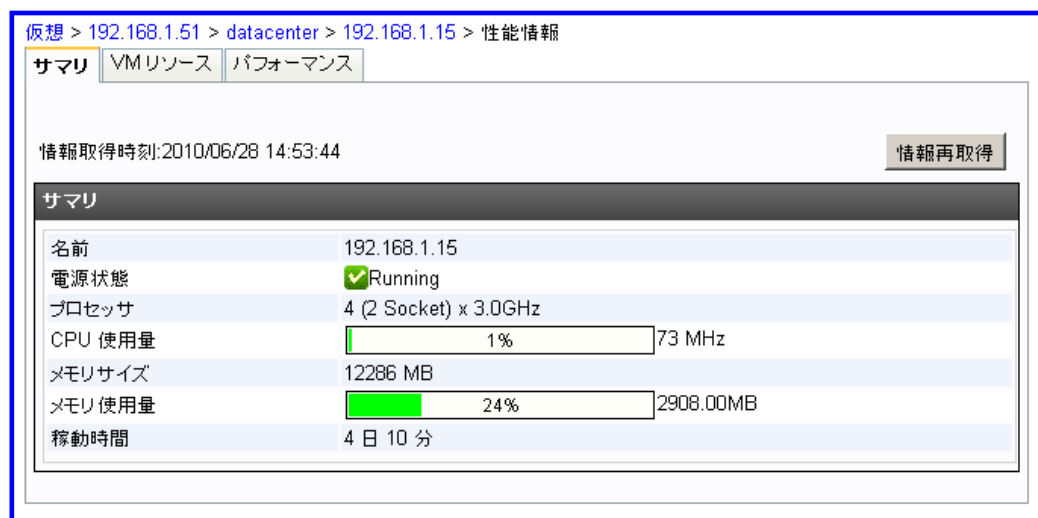 仮想 > 192.168.1.51 > datacenter > 192.168.1.15 > 性能情報
サマリ VMリソース パフォーマンス
情報取得時刻:2010/06/28 14:53:44 情報再取得
サマリ
名前 192.168.1.15
電源状態 Running
プロセッサ 4 (2 Socket) x 3.0GHz
CPU 使用量 1% 73 MHz
メモリサイズ 12286 MB
メモリ使用量 24% 2908.00MB
稼動時間 4 日 10 分